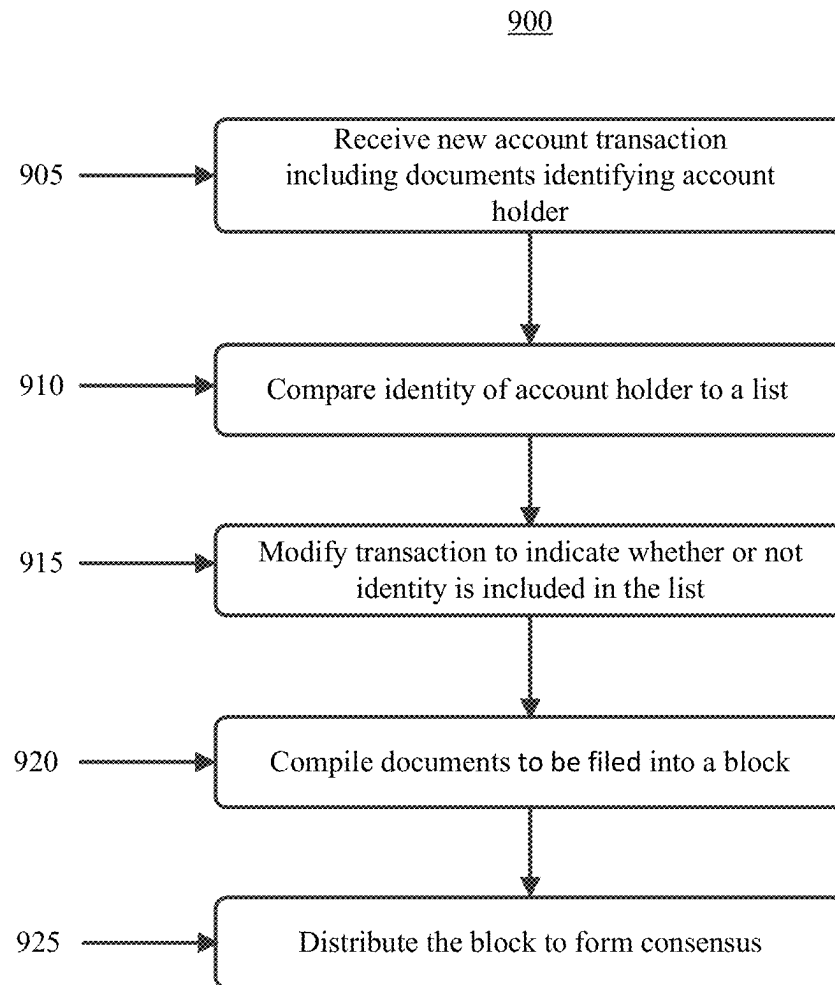 900
905
Receive new account transaction
including documents identifying account
holder
910
Compare identity of account holder to a list
915
Modify transaction to indicate whether or not
identity is included in the list
920
Compile documents to be filed into a block
925
Distribute the block to form consensus